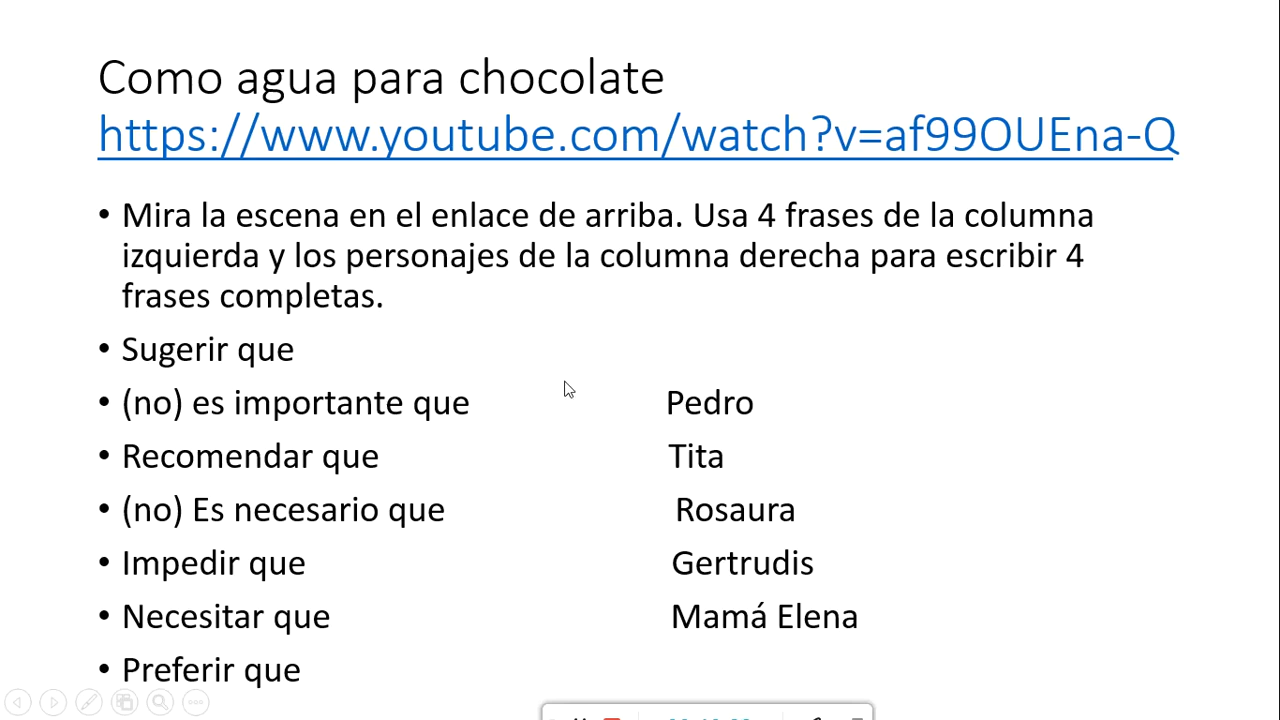 Como agua para chocolate
https://www.youtube.com/watch?v=af99OUEna-Q
• Mira la escena en el enlace de arriba. Usa 4 frases de la columna
izquierda y los personajes de la columna derecha para escribir 4
frases completas.
• Sugerir que
• (no) es importante que Pedro
• Recomendar que Tita
• (no) Es necesario que Rosaura
• Impedir que Gertrudis
• Necesitar que Mamá Elena
• Preferir que